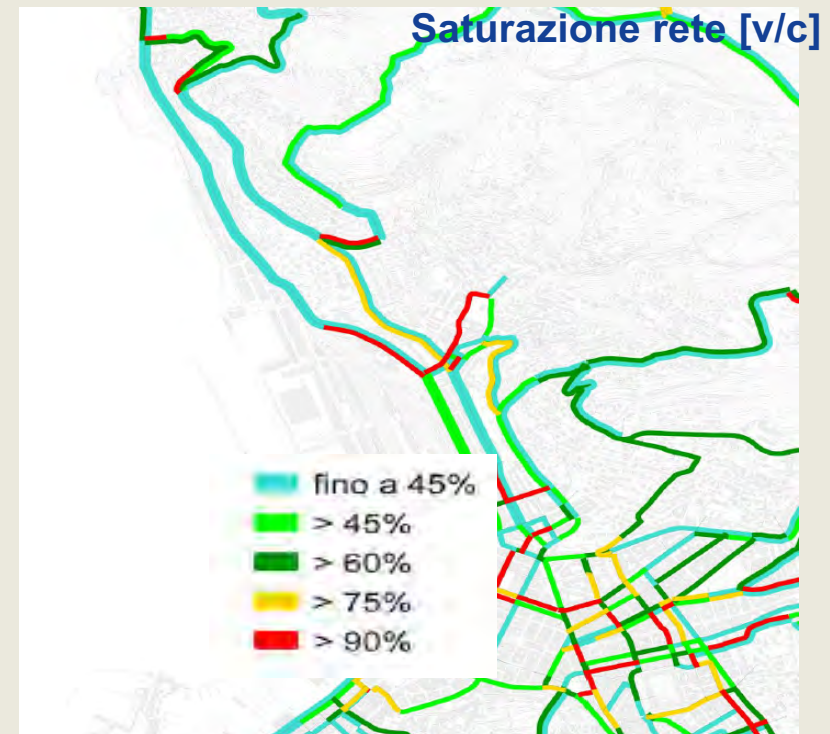 Saturazione rete [v/c]
fino a 45%
> 45%
> 60%
> 75%
> 90%